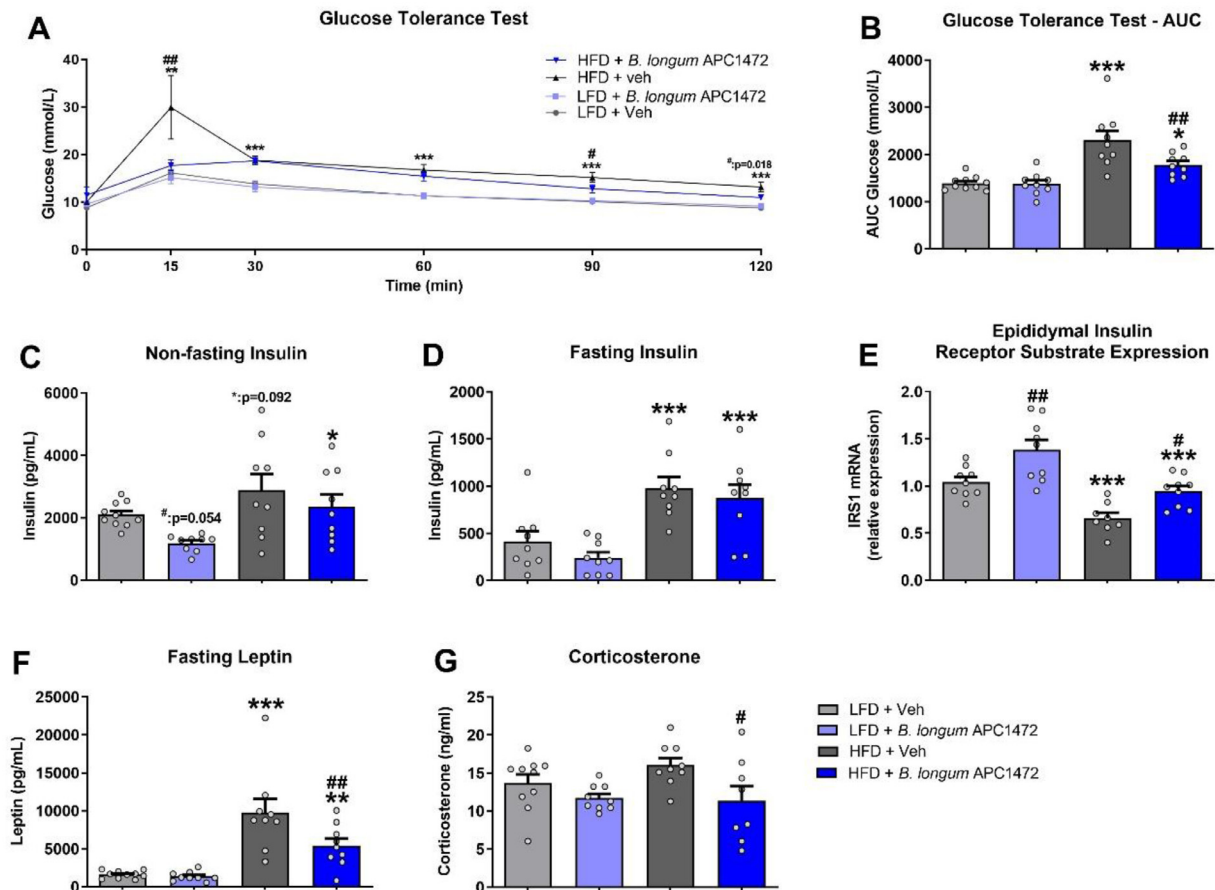 A
Glucose Tolerance Test
Glucose (mmol/L)
40
30
20
10
0
##
**
***
***
#
***
#:p=0.018
***
HFD + B. longum APC1472
HFD + veh
LFD + B. longum APC1472
LFD + Veh
0
15
30
60
90
120
Time (min)
B
Glucose Tolerance Test - AUC
AUC Glucose (mmol/L)
4000
3000
2000
1000
0
***
##
*
C
Non-fasting Insulin
Insulin (pg/mL)
6000
4000
2000
0
#:p=0.054
*:p=0.092
*
D
Fasting Insulin
Insulin (pg/mL)
2000
1500
1000
500
0
***
***
E
Epididymal Insulin
Receptor Substrate Expression
IRS1 mRNA
(relative expression)
2.0
1.5
1.0
0.5
0.0
##
***
#
***
F
Fasting Leptin
Leptin (pg/mL)
25000
20000
15000
10000
5000
0
***
##
**
G
Corticosterone
Corticosterone (ng/ml)
25
20
15
10
5
0
#
LFD + Veh
LFD + B. longum APC1472
HFD + Veh
HFD + B. longum APC1472